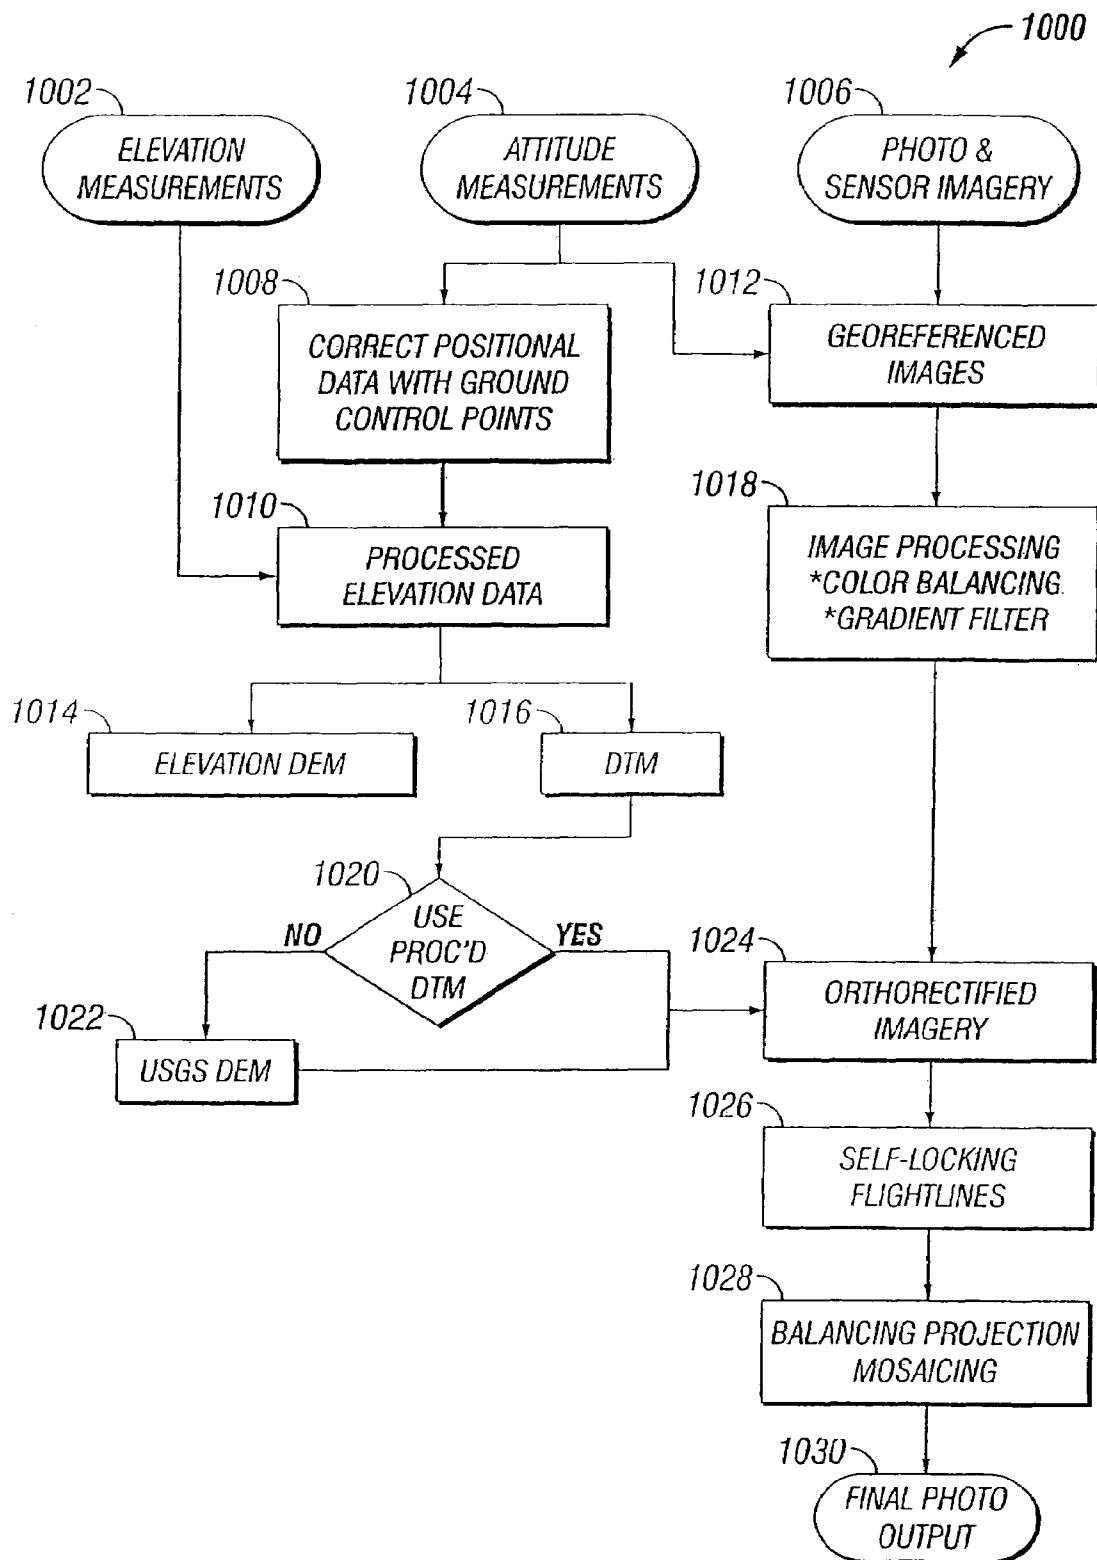 1000
1002
1004
1006
ELEVATION
MEASUREMENTS
ATTITUDE
MEASUREMENTS
PHOTO &
SENSOR IMAGERY
1008
CORRECT POSITIONAL
DATA WITH GROUND
CONTROL POINTS
1012
GEOREFERENCED
IMAGES
1010
PROCESSED
ELEVATION DATA
1018
IMAGE PROCESSING
*COLOR BALANCING
*GRADIENT FILTER
1014
ELEVATION DEM
1016
DTM
1020
USE
PROC'D
DTM
NO
YES
1022
USGS DEM
1024
ORTHORECTIFIED
IMAGERY
1026
SELF-LOCKING
FLIGHTLINES
1028
BALANCING PROJECTION
MOSAICING
1030
FINAL PHOTO
OUTPUT